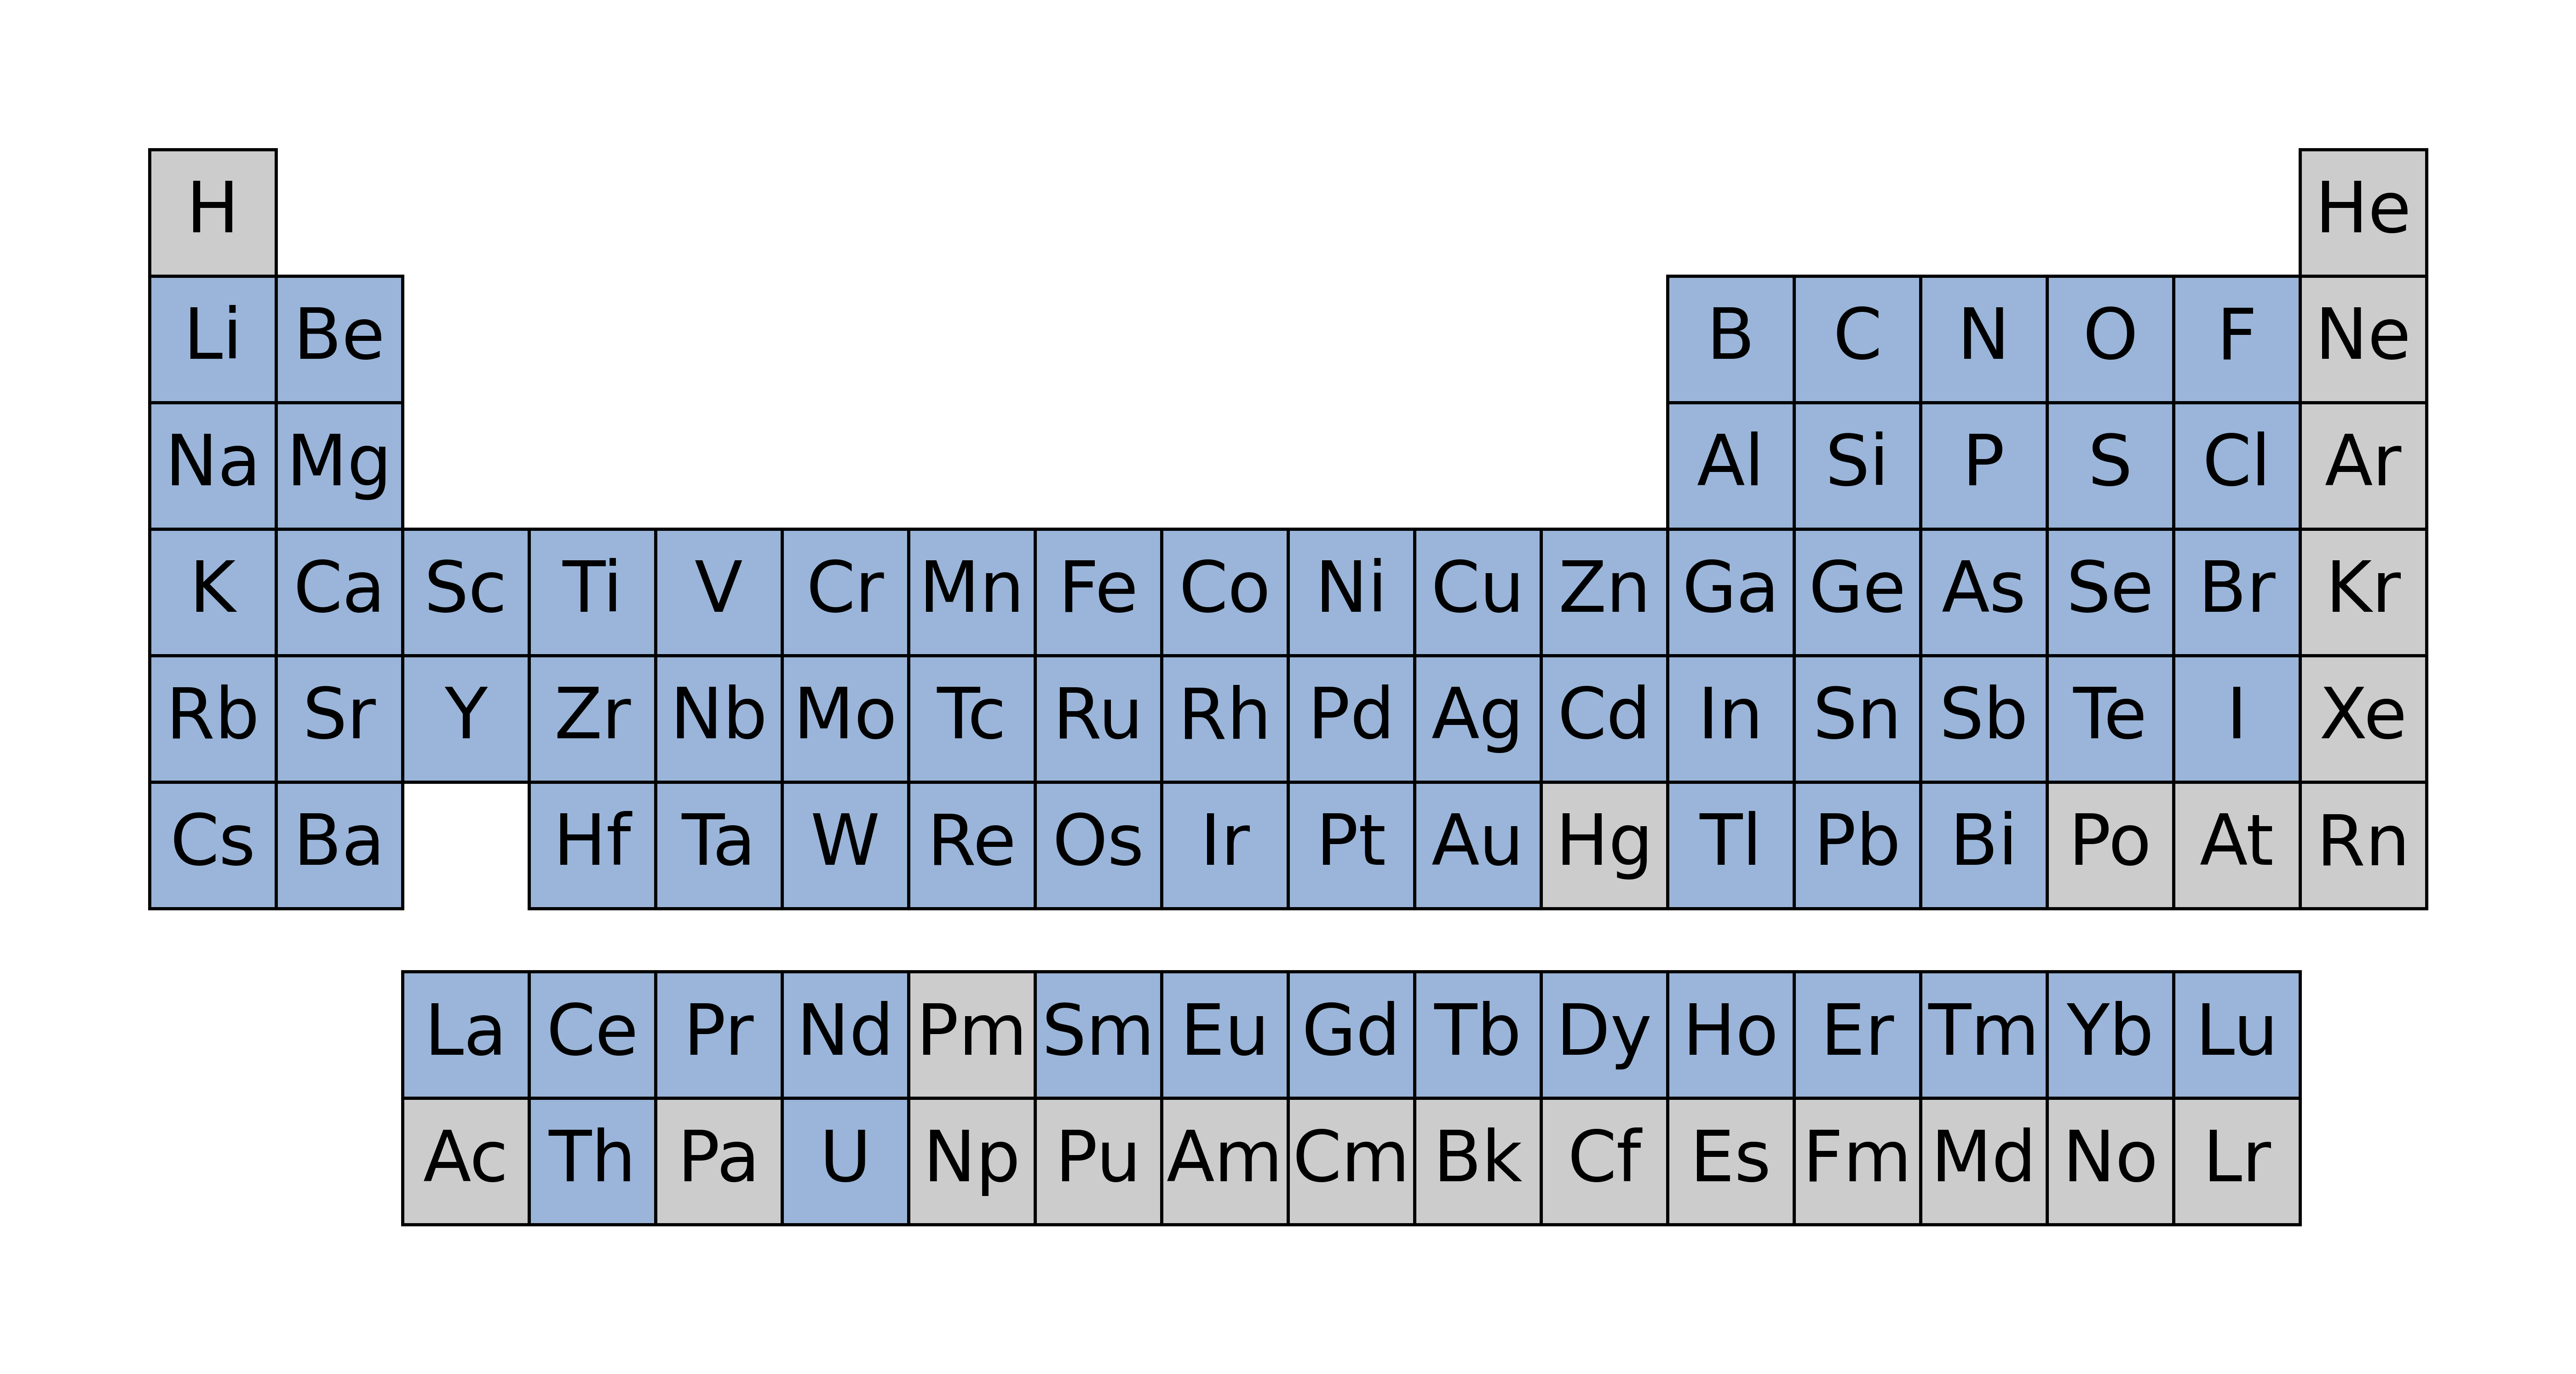 H He
Li Be B C N O F Ne
Na Mg Al Si P S Cl Ar
K Ca Sc Ti V Cr Mn Fe Co Ni Cu Zn Ga Ge As Se Br Kr
Rb Sr Y Zr Nb Mo Tc Ru Rh Pd Ag Cd In Sn Sb Te I Xe
Cs Ba Hf Ta W Re Os Ir Pt Au Hg Tl Pb Bi Po At Rn
La Ce Pr Nd Pm Sm Eu Gd Tb Dy Ho Er Tm Yb Lu
Ac Th Pa U Np Pu Am Cm Bk Cf Es Fm Md No Lr